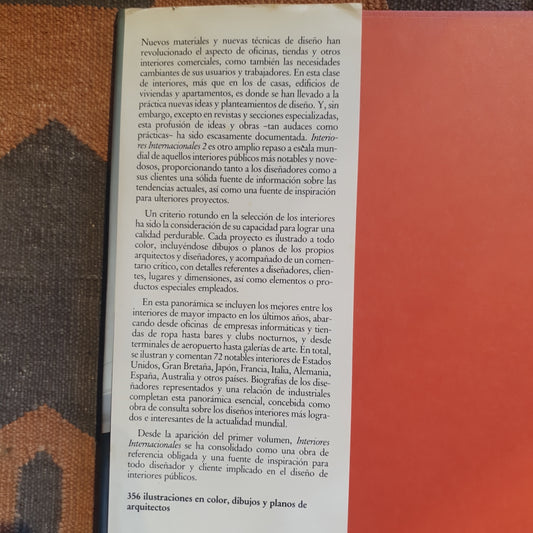 Nuevos materiales y nuevas técnicas de diseño han
revolucionado el aspecto de oficinas, tiendas y otros
interiores comerciales, como también las necesidades
cambiantes de sus usuarios y trabajadores. En esta clase
de interiores, más que en los de casas, edificios de
viviendas y apartamentos, es donde se han llevado a la
práctica nuevas ideas y planteamientos de diseño. Y, sin
embargo, excepto en revistas y secciones especializadas,
esta profusión de ideas y obras –tan audaces como
prácticas– ha sido escasamente documentada. Interio-
res Internacionales 2 es otro amplio repaso a escala mun-
dial de aquellos interiores públicos más notables y nove-
dosos, proporcionando tanto a los diseñadores como a
sus clientes una sólida fuente de información sobre las
tendencias actuales, así como una fuente de inspiración
para ulteriores proyectos.
Un criterio rotundo en la selección de los interiores
ha sido la consideración de su capacidad para lograr una
calidad perdurable. Cada proyecto es ilustrado a todo
color, incluyéndose dibujos o planos de los propios
arquitectos y diseñadores, y acompañado de un comen-
tario crítico, con detalles referentes a diseñadores, clien-
tes, lugares y dimensiones, así como elementos o pro-
ductos especiales empleados.
En esta panorámica se incluyen los mejores entre los
interiores de mayor impacto en los últimos años, abar-
cando desde oficinas de empresas informáticas y tien-
das de ropa hasta bares y clubs nocturnos, y desde
terminales de aeropuerto hasta galerías de arte. En total,
se ilustran y comentan 72 notables interiores de Estados
Unidos, Gran Bretaña, Japón, Francia, Italia, Alemania,
España, Australia y otros países. Biografías de los dise-
ñadores representados y una relación de industriales
completan esta panorámica esencial, concebida como
obra de consulta sobre los diseños interiores más logra-
dos e interesantes de la actualidad mundial.
Desde la aparición del primer volumen, Interiores
Internacionales se ha consolidado como una obra de
referencia obligada y una fuente de inspiración para
todo diseñador y cliente implicado en el diseño de
interiores públicos.
356 ilustraciones en color, dibujos y planos de
arquitectos